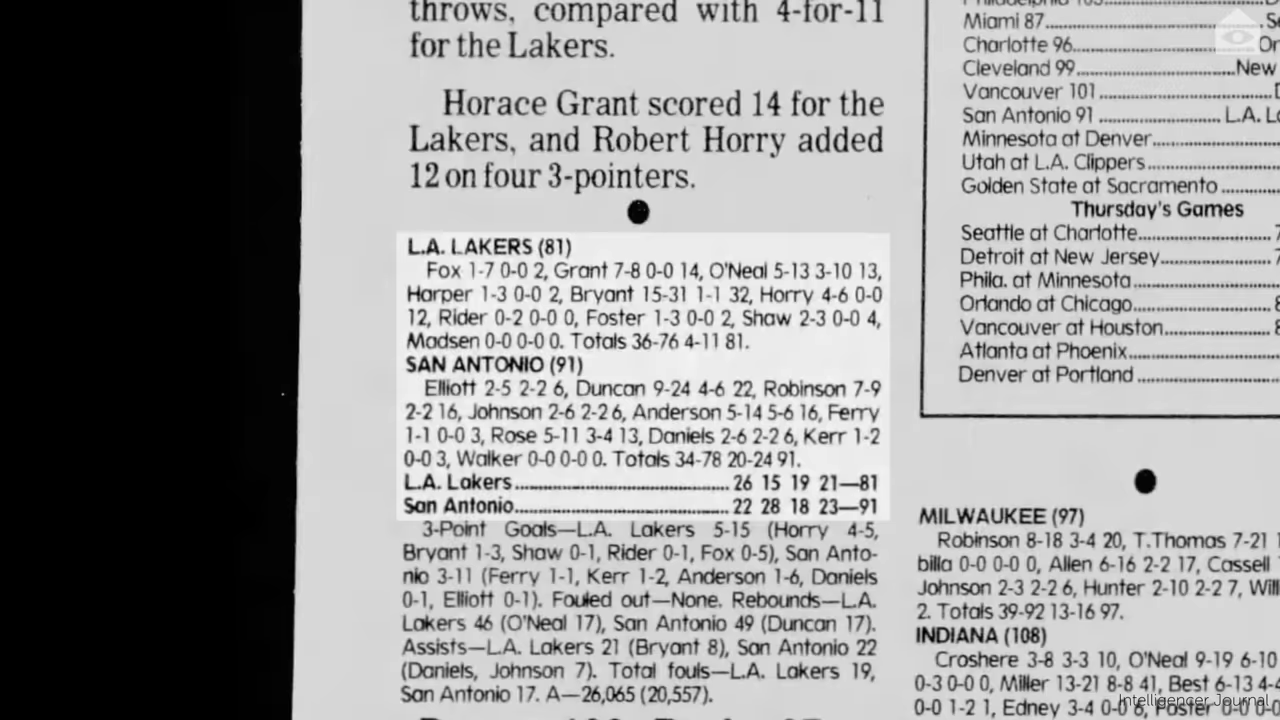 throws, compared with 4-for-11
for the Lakers.
Horace Grant scored 14 for the
Lakers, and Robert Horry added
12 on four 3-pointers.
L.A. LAKERS (81)
Fox 1-7 0-0 2, Grant 7-8 0-0 14, O'Neal 5-13 3-10 13,
Harper 1-3 0-0 2, Bryant 15-31 1-1 32, Horry 4-6 0-0
12, Rider 0-2 0-0 0, Foster 1-3 0-0 2, Shaw 2-3 0-0 4,
Madsen 0-0 0-0 0. Totals 36-76 4-11 81.
SAN ANTONIO (91)
Elliott 2-5 2-2 6, Duncan 9-24 4-6 22, Robinson 7-9
2-2 16, Johnson 2-6 2-2 6, Anderson 5-14 5-6 16, Ferry
1-1 0-0 3, Rose 5-11 3-4 13, Daniels 2-6 2-2 6, Kerr 1-2
0-0 3, Walker 0-0 0-0 0. Totals 34-78 20-24 91.
L.A. Lakers 26 15 19 21—81
San Antonio 22 28 18 23—91
3-Point Goals—L.A. Lakers 5-15 (Horry 4-5,
Bryant 1-3, Shaw 0-1, Rider 0-1, Fox 0-5), San Anto-
nio 3-11 (Ferry 1-1, Kerr 1-2, Anderson 1-6, Daniels
0-1, Elliott 0-1). Fouled out—None. Rebounds—L.A.
Lakers 46 (O'Neal 17), San Antonio 49 (Duncan 17).
Assists—L.A. Lakers 21 (Bryant 8), San Antonio 22
(Daniels, Johnson 7). Total fouls—L.A. Lakers 19,
San Antonio 17. A—26,065 (20,557).
Miami 87
Charlotte 96 Or
Cleveland 99 New
Vancouver 101
San Antonio 91 L.A. La
Minnesota at Denver
Utah at L.A. Clippers
Golden State at Sacramento
Thursday's Games
Seattle at Charlotte 7
Detroit at New Jersey 7
Phila. at Minnesota
Orlando at Chicago 8
Vancouver at Houston 8
Atlanta at Phoenix
Denver at Portland
MILWAUKEE (97)
Robinson 8-18 3-4 20, T.Thomas 7-21 1
billa 0-0 0-0 0, Allen 6-16 2-2 17, Cassell
Johnson 2-3 2-2 6, Hunter 2-10 2-2 7, Will
2. Totals 39-92 13-16 97.
INDIANA (108)
Croshere 3-8 3-3 10, O'Neal 9-19 6-10
0-3 0-0 0, Miller 13-21 8-8 41, Best 6-13 4-4
0-0 1-2 1, Edney 3-4 0-0 6, Foster 0-0 0-0
Intelligencer Journal